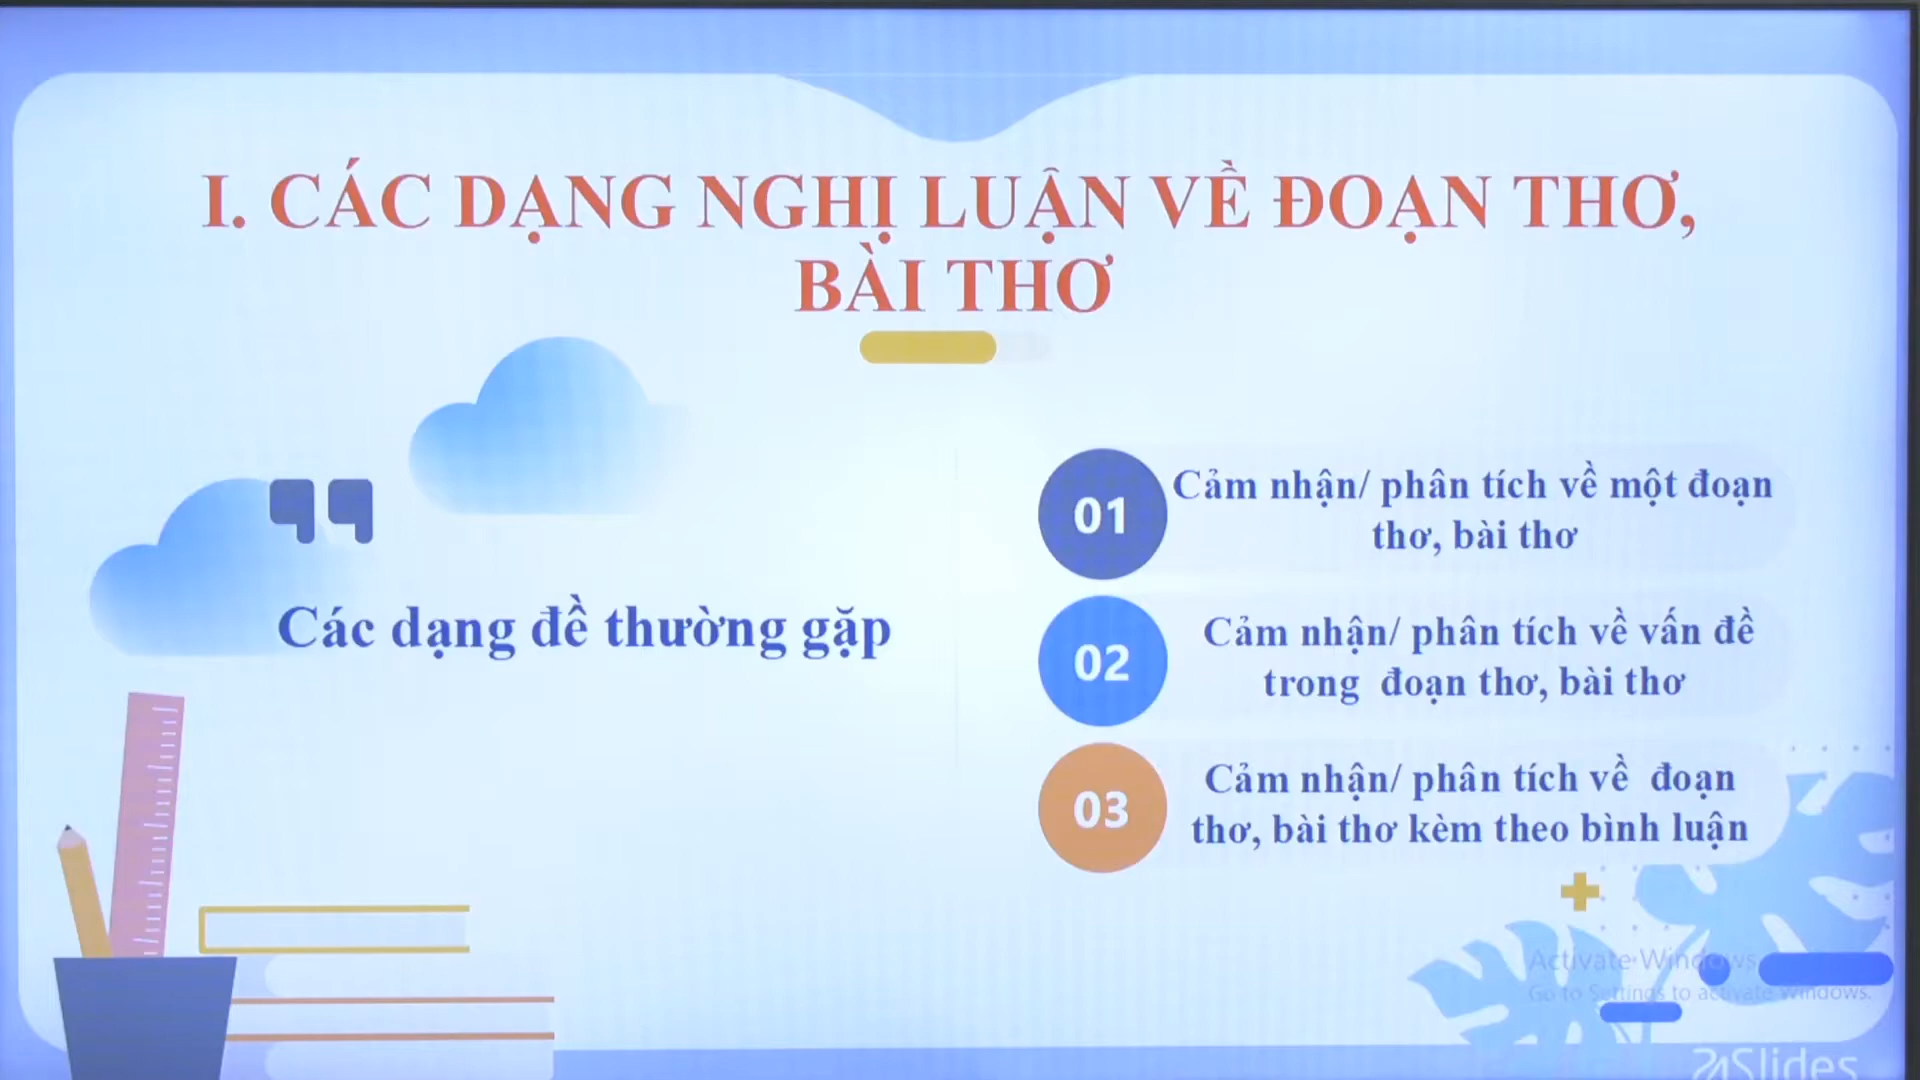 I. CÁC DẠNG NGHỊ LUẬN VỀ ĐOẠN THƠ,
BÀI THƠ
Các dạng đề thường gặp
01
Cảm nhận/ phân tích về một đoạn
thơ, bài thơ
02
Cảm nhận/ phân tích về vấn đề
trong đoạn thơ, bài thơ
03
Cảm nhận/ phân tích về đoạn
thơ, bài thơ kèm theo bình luận
Activate Windows
Go to Settings to activate Windows.
24Slides